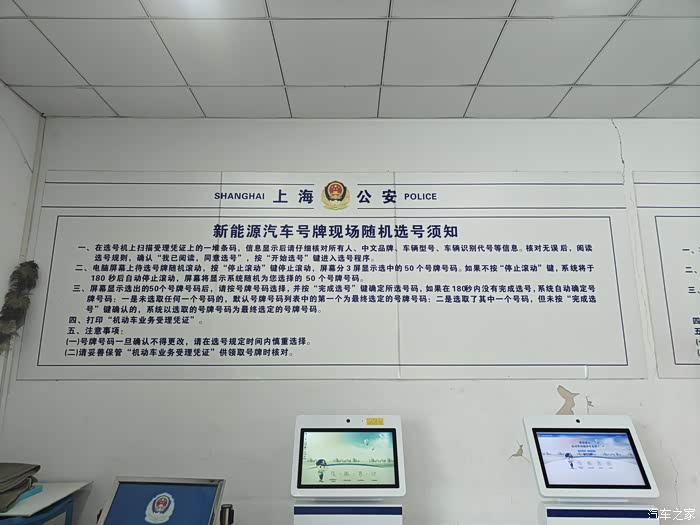 SHANGHAI 上海 公安 POLICE
新能源汽车号牌现场随机选号须知
一、在选号机上扫描受理凭证上的一维条码，信息显示后请仔细核对所有人、中文品牌、车辆型号、车辆识别代号等信息。核对无误后，阅读
选号规则，确认“我已阅读，同意选号”，按“开始选号”键进入选号程序。
二、电脑屏幕上待选号牌随机滚动，按“停止滚动”键停止滚动，屏幕分3屏显示选中的50个号牌号码。如果不按“停止滚动”键，系统将于
180秒后自动停止滚动，屏幕将显示系统随机为您选择的50个号牌号码。
三、屏幕显示选出的50个号牌号码后，请按号牌号码选择，并按“完成选号”键确定所选号码，如果在180秒内没有完成选号，系统自动确定号
牌号码：一是未选取任何一个号码的，默认号牌号码列表中的第一个为最终选定的号牌号码；二是选取了其中一个号码，但未按“完成选
号”键确认的，系统以选取的号牌号码为最终选定的号牌号码。
四、打印“机动车业务受理凭证”。
五、注意事项：
(一)号牌号码一旦确认不得更改，请在选号规定时间内慎重选择。
(二)请妥善保管“机动车业务受理凭证”供领取号牌时核对。
汽车之家